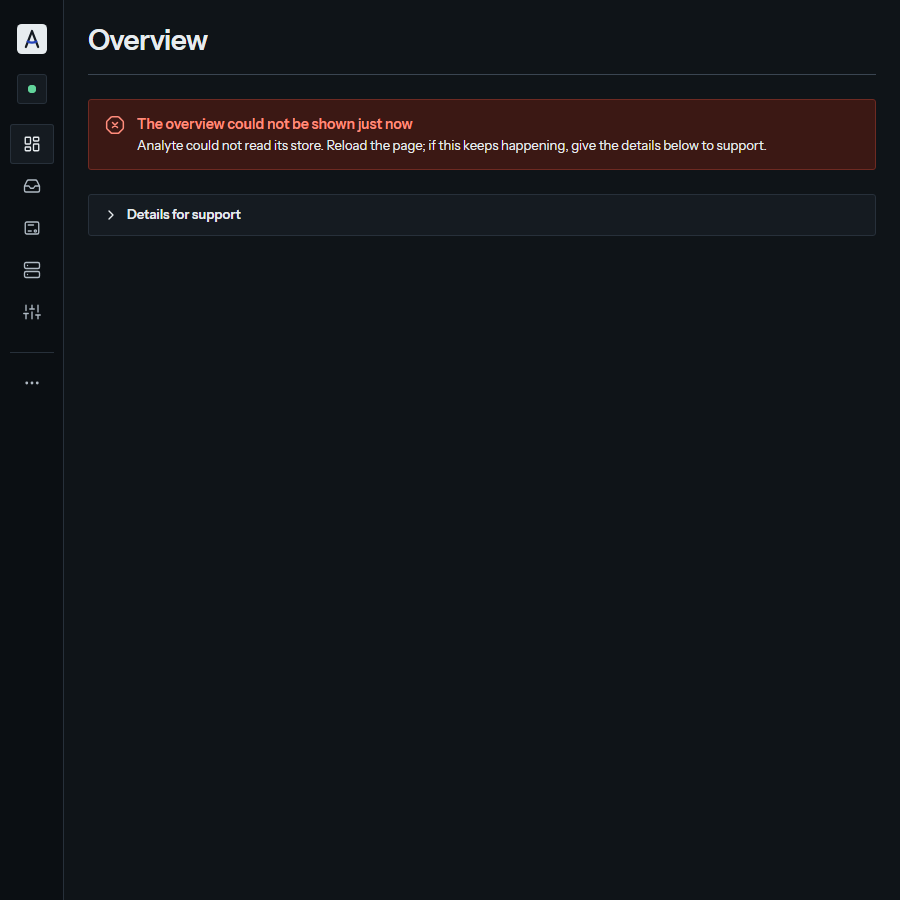 A
Overview
The overview could not be shown just now
Analyte could not read its store. Reload the page; if this keeps happening, give the details below to support.
Details for support